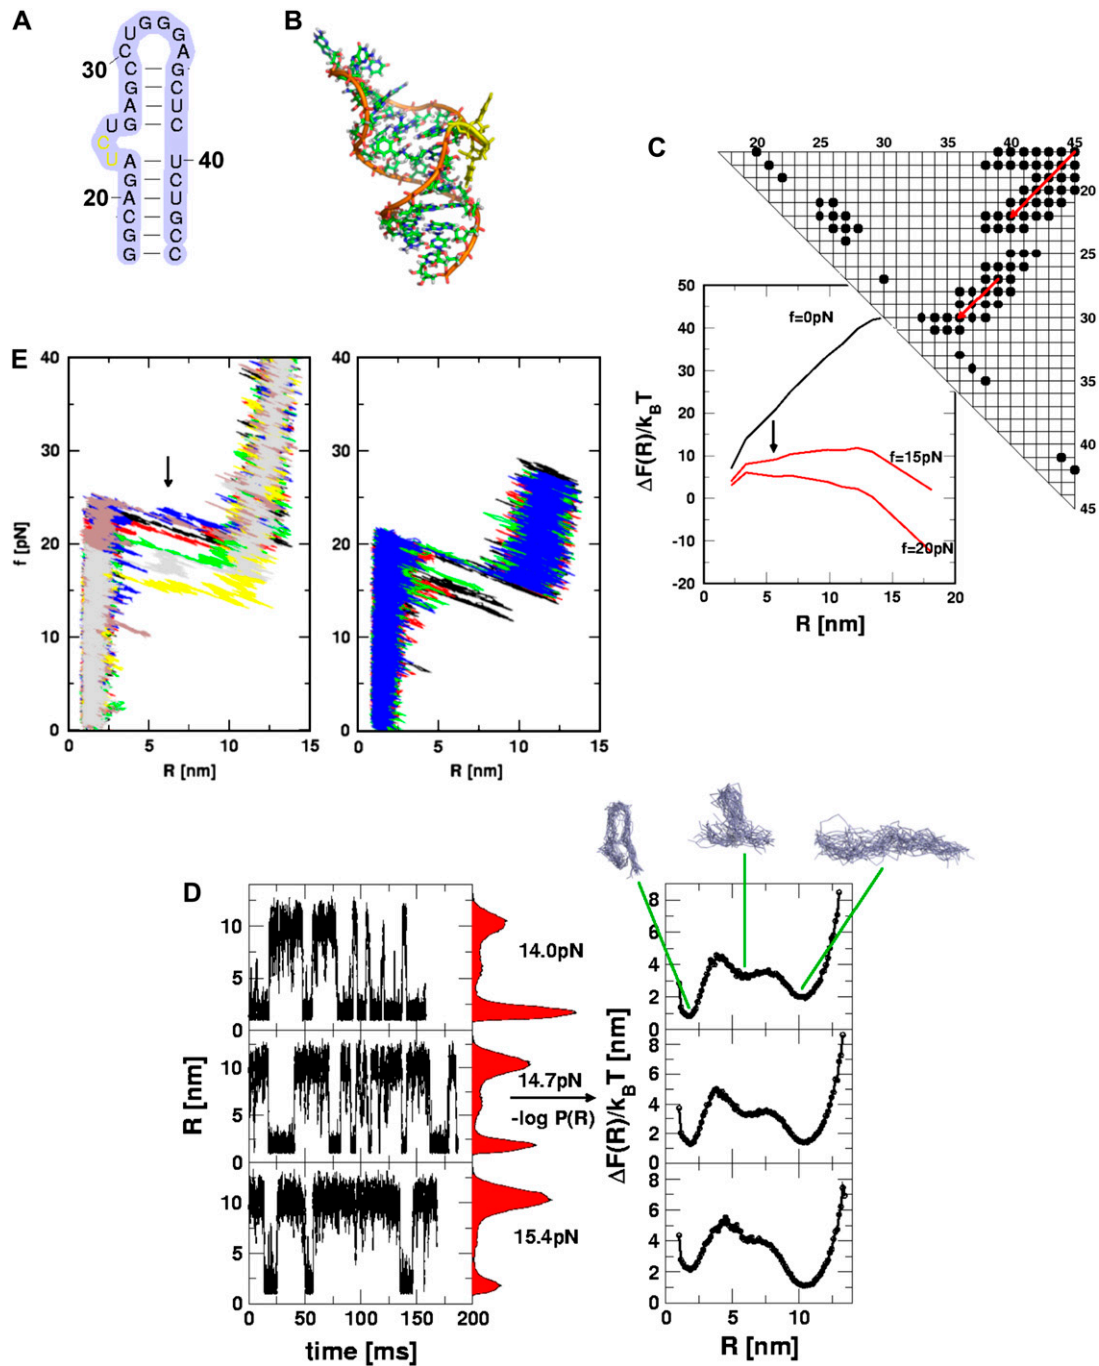 A
B
C
U
G
G
G
U
A
C
G
30
C
C
G
U
A
C
G
U
U
G
C
C
U
U
A
U
40
G
C
20
A
U
C
G
G
C
G
C
20
25
30
35
40
45
20
25
30
35
40
45
50
40
30
20
10
0
-10
-20
f=0pN
f=15pN
f=20pN
ΔF(R)/k_BT
0
5
10
15
20
R [nm]
E
40
30
20
10
0
f [pN]
0
5
10
15
R [nm]
40
30
20
10
0
0
5
10
15
R [nm]
D
10
5
0
10
5
0
10
5
0
R [nm]
14.0pN
14.7pN
-log P(R)
15.4pN
0
50
100
150
200
time [ms]
8
6
4
2
0
8
6
4
2
0
8
6
4
2
0
ΔF(R)/k_BT [nm]
0
5
10
R [nm]